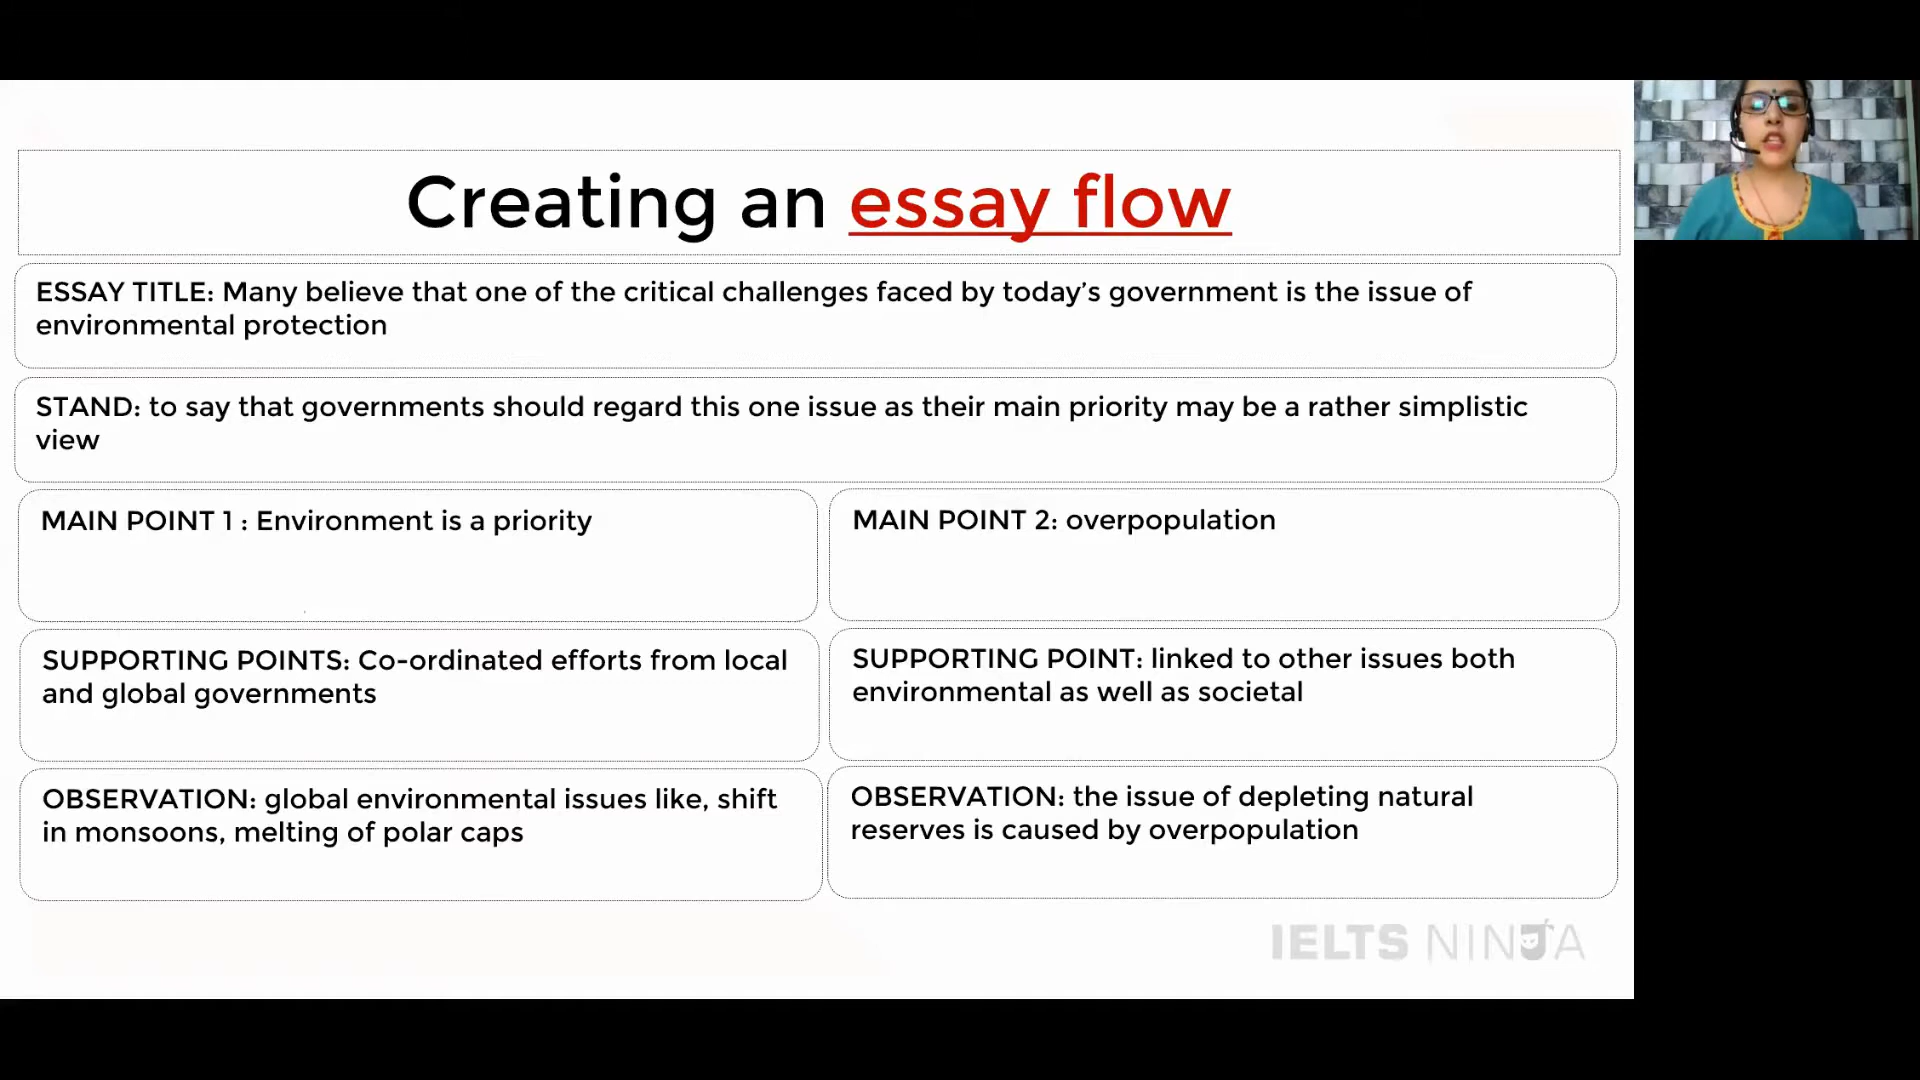 Creating an essay flow
ESSAY TITLE: Many believe that one of the critical challenges faced by today’s government is the issue of
environmental protection
STAND: to say that governments should regard this one issue as their main priority may be a rather simplistic
view
MAIN POINT 1 : Environment is a priority
MAIN POINT 2: overpopulation
SUPPORTING POINTS: Co-ordinated efforts from local
and global governments
SUPPORTING POINT: linked to other issues both
environmental as well as societal
OBSERVATION: global environmental issues like, shift
in monsoons, melting of polar caps
OBSERVATION: the issue of depleting natural
reserves is caused by overpopulation
IELTS NINJA